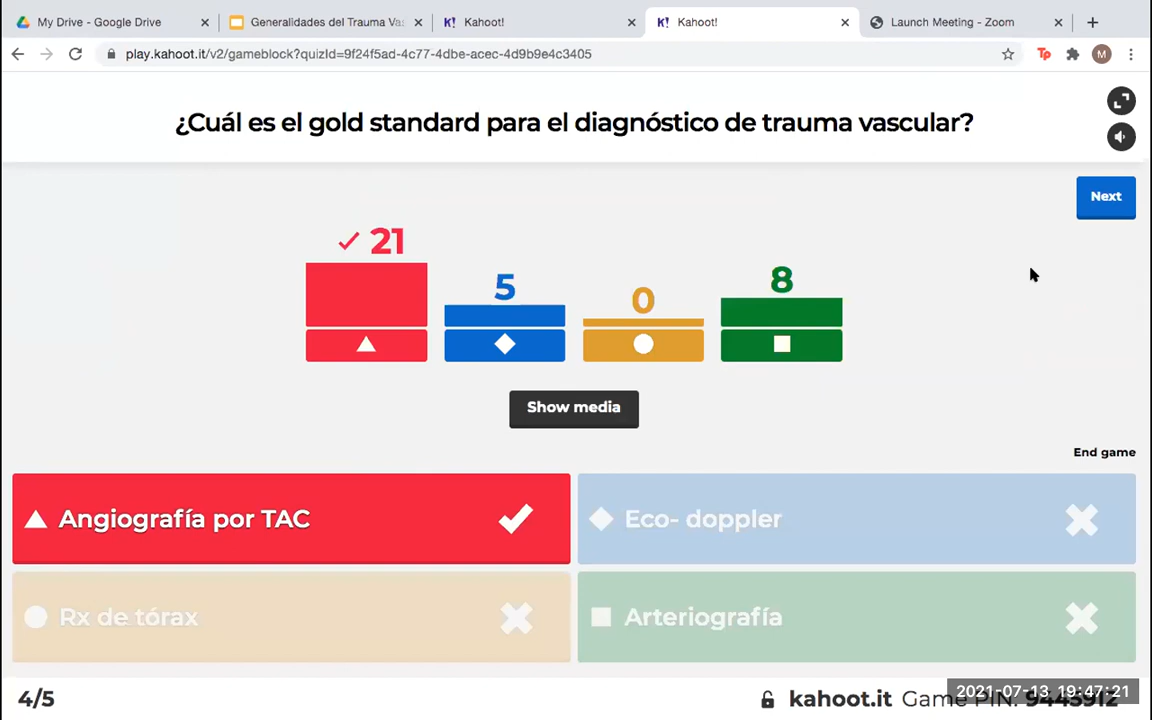 My Drive - Google Drive
Generalidades del Trauma Va
K! Kahoot!
K! Kahoot!
Launch Meeting - Zoom
play.kahoot.it/v2/gameblock?quizId=9f24f5ad-4c77-4dbe-acec-4d9b9e4c3405
Tp
M
¿Cuál es el gold standard para el diagnóstico de trauma vascular?
Next
21
5
0
8
Show media
End game
Angiografía por TAC
Eco- doppler
Rx de tórax
Arteriografía
4/5
kahoot.it Game PIN: 9445912
2021-07-13 19:47:21